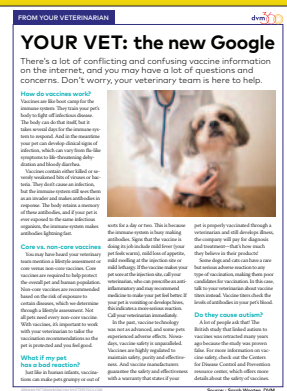 FROM YOUR VETERINARIAN
dvm360
YOUR VET: the new Google
There's a lot of conflicting and confusing vaccine information
on the internet, and you may have a lot of questions and
concerns. Don't worry, your veterinary team is here to help.
How do vaccines work?
Vaccines are like boot camp for the
immune system: They train your pet's
body to fight off infectious disease.
The body can do that itself, but it
takes several days for the immune sys-
tem to respond. And in the meantime
your pet can develop clinical signs of
infection, which can vary from flu-like
symptoms to life-threatening dehy-
dration and bloody diarrhea.
Vaccines contain either killed or se-
verely weakened bits of viruses or bac-
teria. They don't cause an infection,
but the immune system still sees them
as an invader and makes antibodies in
response. The body retains a memory
of these antibodies, and if your pet is
ever exposed to the same infectious
organism, the immune system makes
antibodies lightning fast.
Core vs. non-core vaccines
You may have heard your veterinary
team mention a lifestyle assessment or
core versus non-core vaccines. Core
vaccines are required to help protect
the overall pet and human population.
Non-core vaccines are recommended
based on the risk of exposure to
certain diseases, which we determine
through a lifestyle assessment. Not
all pets need every non-core vaccine.
With vaccines, it's important to work
with your veterinarian to tailor the
vaccination recommendations so the
pet is protected and you feel good.
What if my pet
has a bad reaction?
Just like in human infants, vaccina-
tions can make pets grumpy or out of
sorts for a day or two. This is because
the immune system is busy making
antibodies. Signs that the vaccine is
doing its job include mild fever (your
pet feels warm), mild loss of appetite,
mild swelling at the injection site or
mild lethargy. If the vaccine makes your
pet sore at the injection site, call your
veterinarian, who can prescribe an anti-
inflammatory and may recommend
medicine to make your pet feel better. If
your pet is vomiting or develops hives,
this indicates a more serious reaction.
Call your veterinarian immediately.
In the past, vaccine technology
was not as advanced, and some pets
experienced adverse effects. Nowa-
days, vaccine safety is unparalleled.
Vaccines are highly regulated to
maintain safety, purity and effective-
ness. And vaccine manufacturers
guarantee the safety and effectiveness
with a warranty that states if your
pet is properly vaccinated through a
veterinarian and still develops illness,
the company will pay for diagnosis
and treatment—that's how much
they believe in their products!
Some dogs and cats can have a rare
but serious adverse reaction to any
type of vaccination, making them poor
candidates for vaccination. In this case,
talk to your veterinarian about vaccine
titers instead. Vaccine titers check the
levels of antibodies in your pet's blood.
Do they cause autism?
A lot of people ask that! The
British study that linked autism to
vaccines was retracted many years
ago because the study was proven
false. For more information on vac-
cine safety, check out the Centers
for Disease Control and Prevention
resource center, which offers more
details about the safety of vaccines.